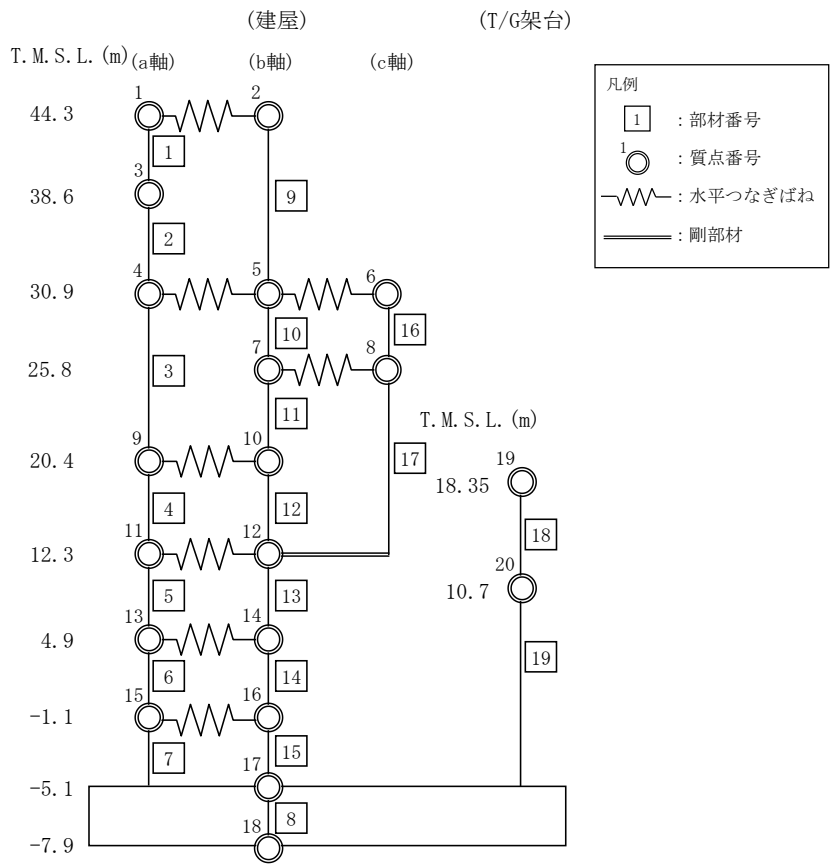 (建屋) (T/G架台)
T.M.S.L.(m) (a軸) (b軸) (c軸)
凡例
1 : 部材番号
1 : 質点番号
: 水平つなぎばね
: 剛部材
44.3 1 2
1
38.6 3 9
2
30.9 4 5 6
10 16
25.8 3 7 8
11
T.M.S.L.(m)
17
20.4 9 10
18.35 19
4 12 18
12.3 11 12
10.7 20
5 13
4.9 13 14
19
6 14
-1.1 15 16
7 15
-5.1 17
8
-7.9 18